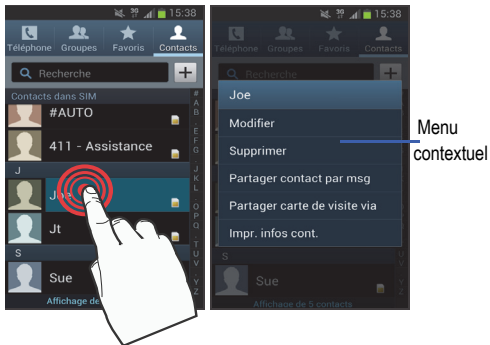 3G 15:38
Téléphone Groupes Favoris Contacts
Recherche
Contacts dans SIM
#AUTO
411 - Assistance
J
Joe
Jt
S
Sue
Affichage de
#
A
B
E
F
G
J
K
L
O
P
Q
T
U
V
Y
Z
3G 15:38
Téléphone Groupes Favoris Contacts
Recherche
Joe
Modifier
Supprimer
Partager contact par msg
Partager carte de visite via
Impr. infos cont.
S
Sue
Affichage de 5 contacts
Y
Z
Menu
contextuel